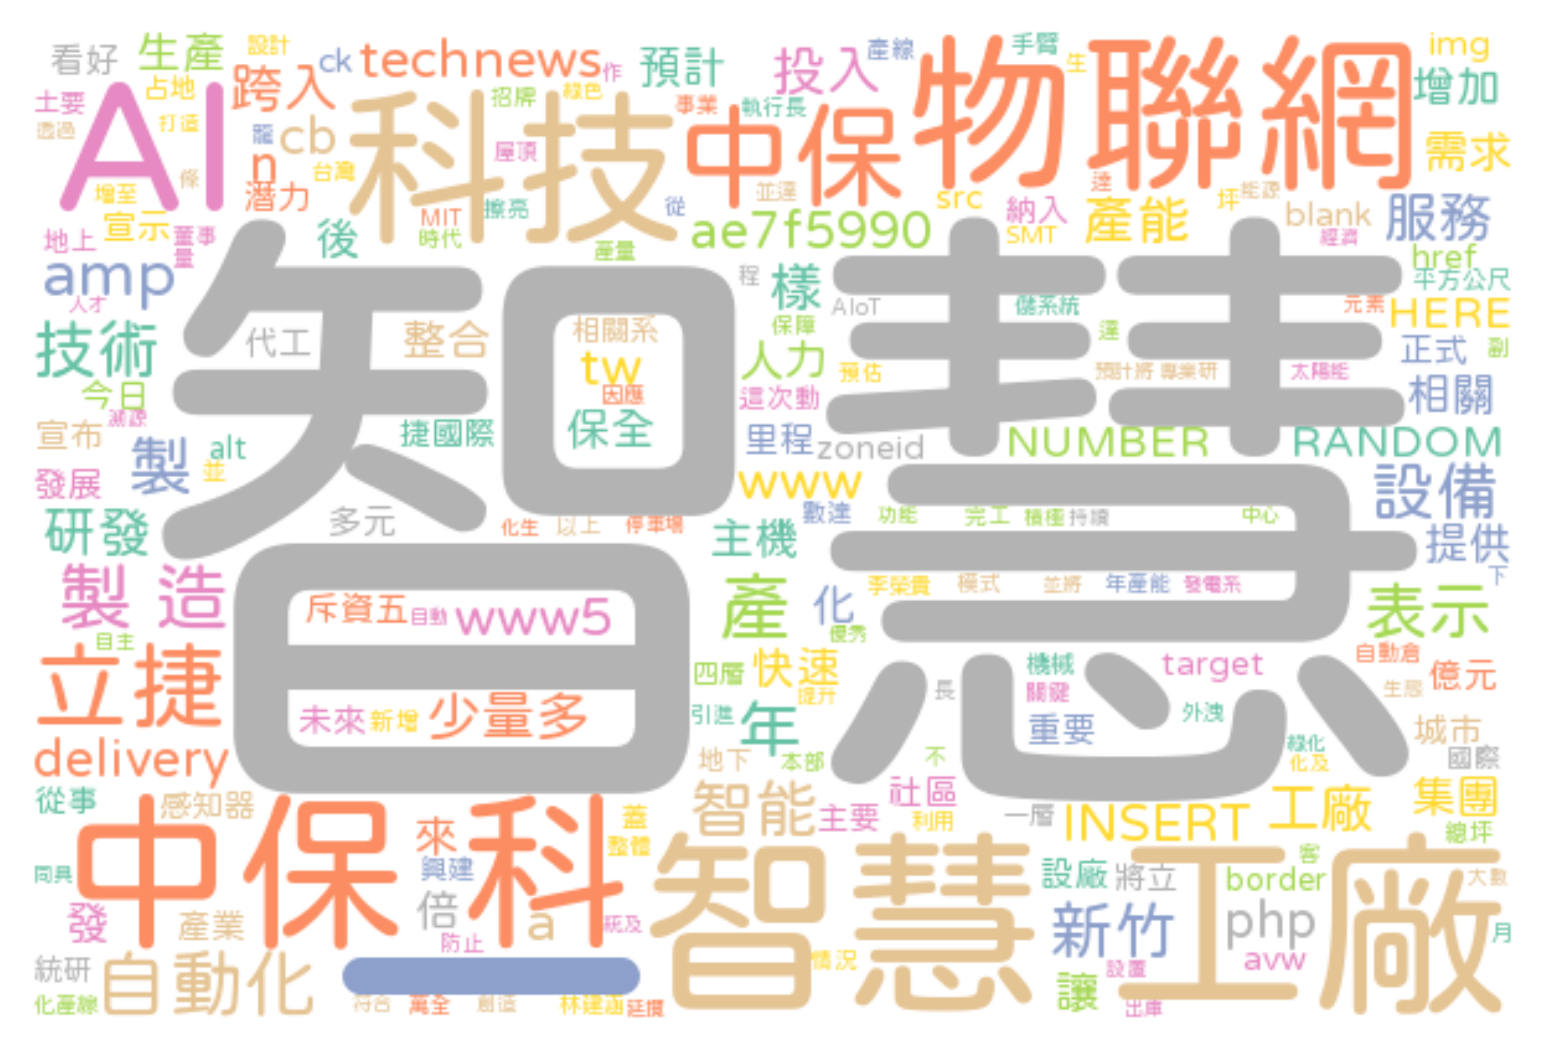 看好 生產 設計 ck technews 作 預計 投入 產線 物聯網 手臂 生 img
主要 占地 跨入 招牌 綠色 事業 執行長 增加
透過 AI 打造 龍 cb 科技 中保 需求
n 台灣 屋頂
增至 條 潛力 MIT 擦亮 從 並達 src 納入 達 坪 能源 blank 服務
地上 宣示 董事 後 時代 產量 ae7f5990 SMT 產能 經濟 href
量 amp 程 樣 平方公尺
人才 智慧 AIoT 儲系統 元素 HERE
技術 代工 整合 相關系 保障 達 正式 副
tw 人力 預估 預計將 專業研 太陽能
今日 因應 這次動 相關
溯源
宣布 製 alt 捷國際 保全 里程 zoneid NUMBER RANDOM
發展 並 www 設備
研發 多元 化生 以上 停車場 數達 功能 完工 積極 持續 中心
主機 提供
製造 斥資五 自動 www5 產 化 李榮貴 模式 並將 年產能 發電系 下
自主 優秀 表示
立捷 四層 快速 機械 target 自動倉
提升 長 關鍵 生態 億元
未來 新增 少量多 引進 年 重要 外洩 城市
delivery 地下 本部 不 綠化 國際
化及
從事 感知器 智能 主要 社區 一層 INSERT 工廠 集團
中保科 來 蓋 利用 總坪
整體
同具 興建 智慧工廠 設廠 將立 客 border 大數
發 產業 倍 a 統及 新竹 php 月
防止
統研 自動化 一 情況 設置 avw
化產線 符合 萬全 創造 林建涵 延攬 讓 出庫